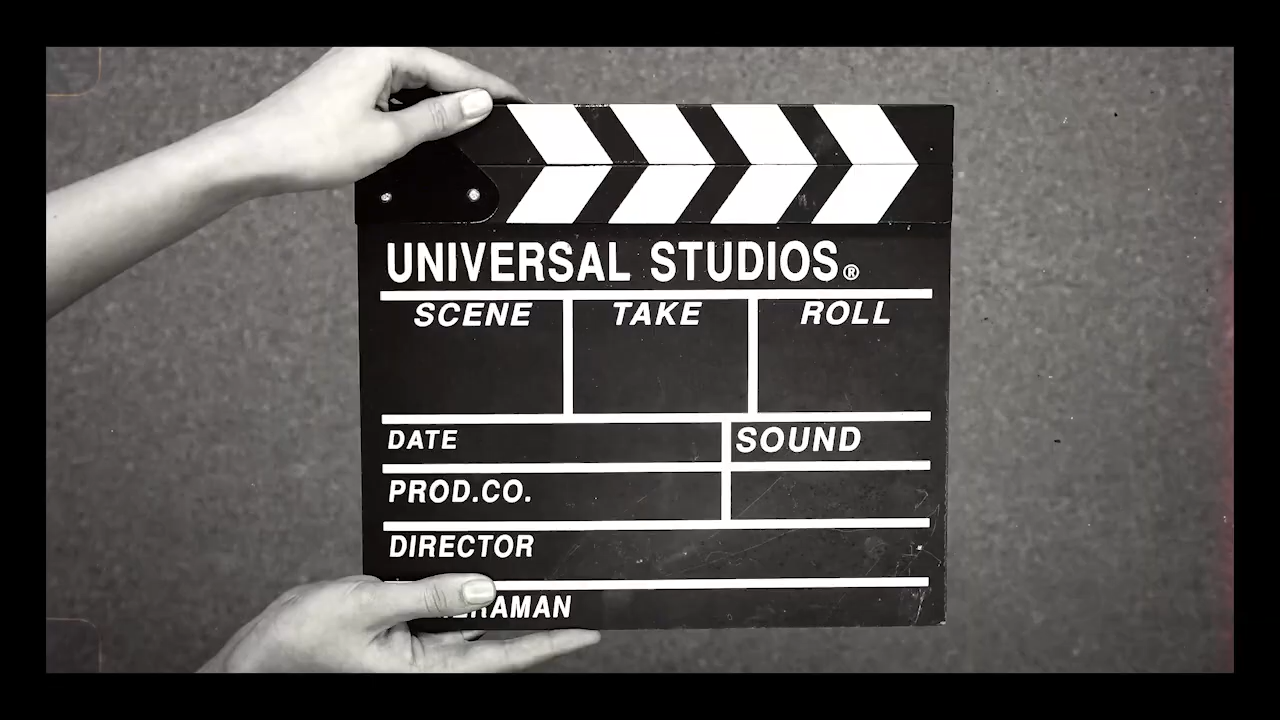 UNIVERSAL STUDIOS®
SCENE TAKE ROLL
DATE SOUND
PROD.CO.
DIRECTOR